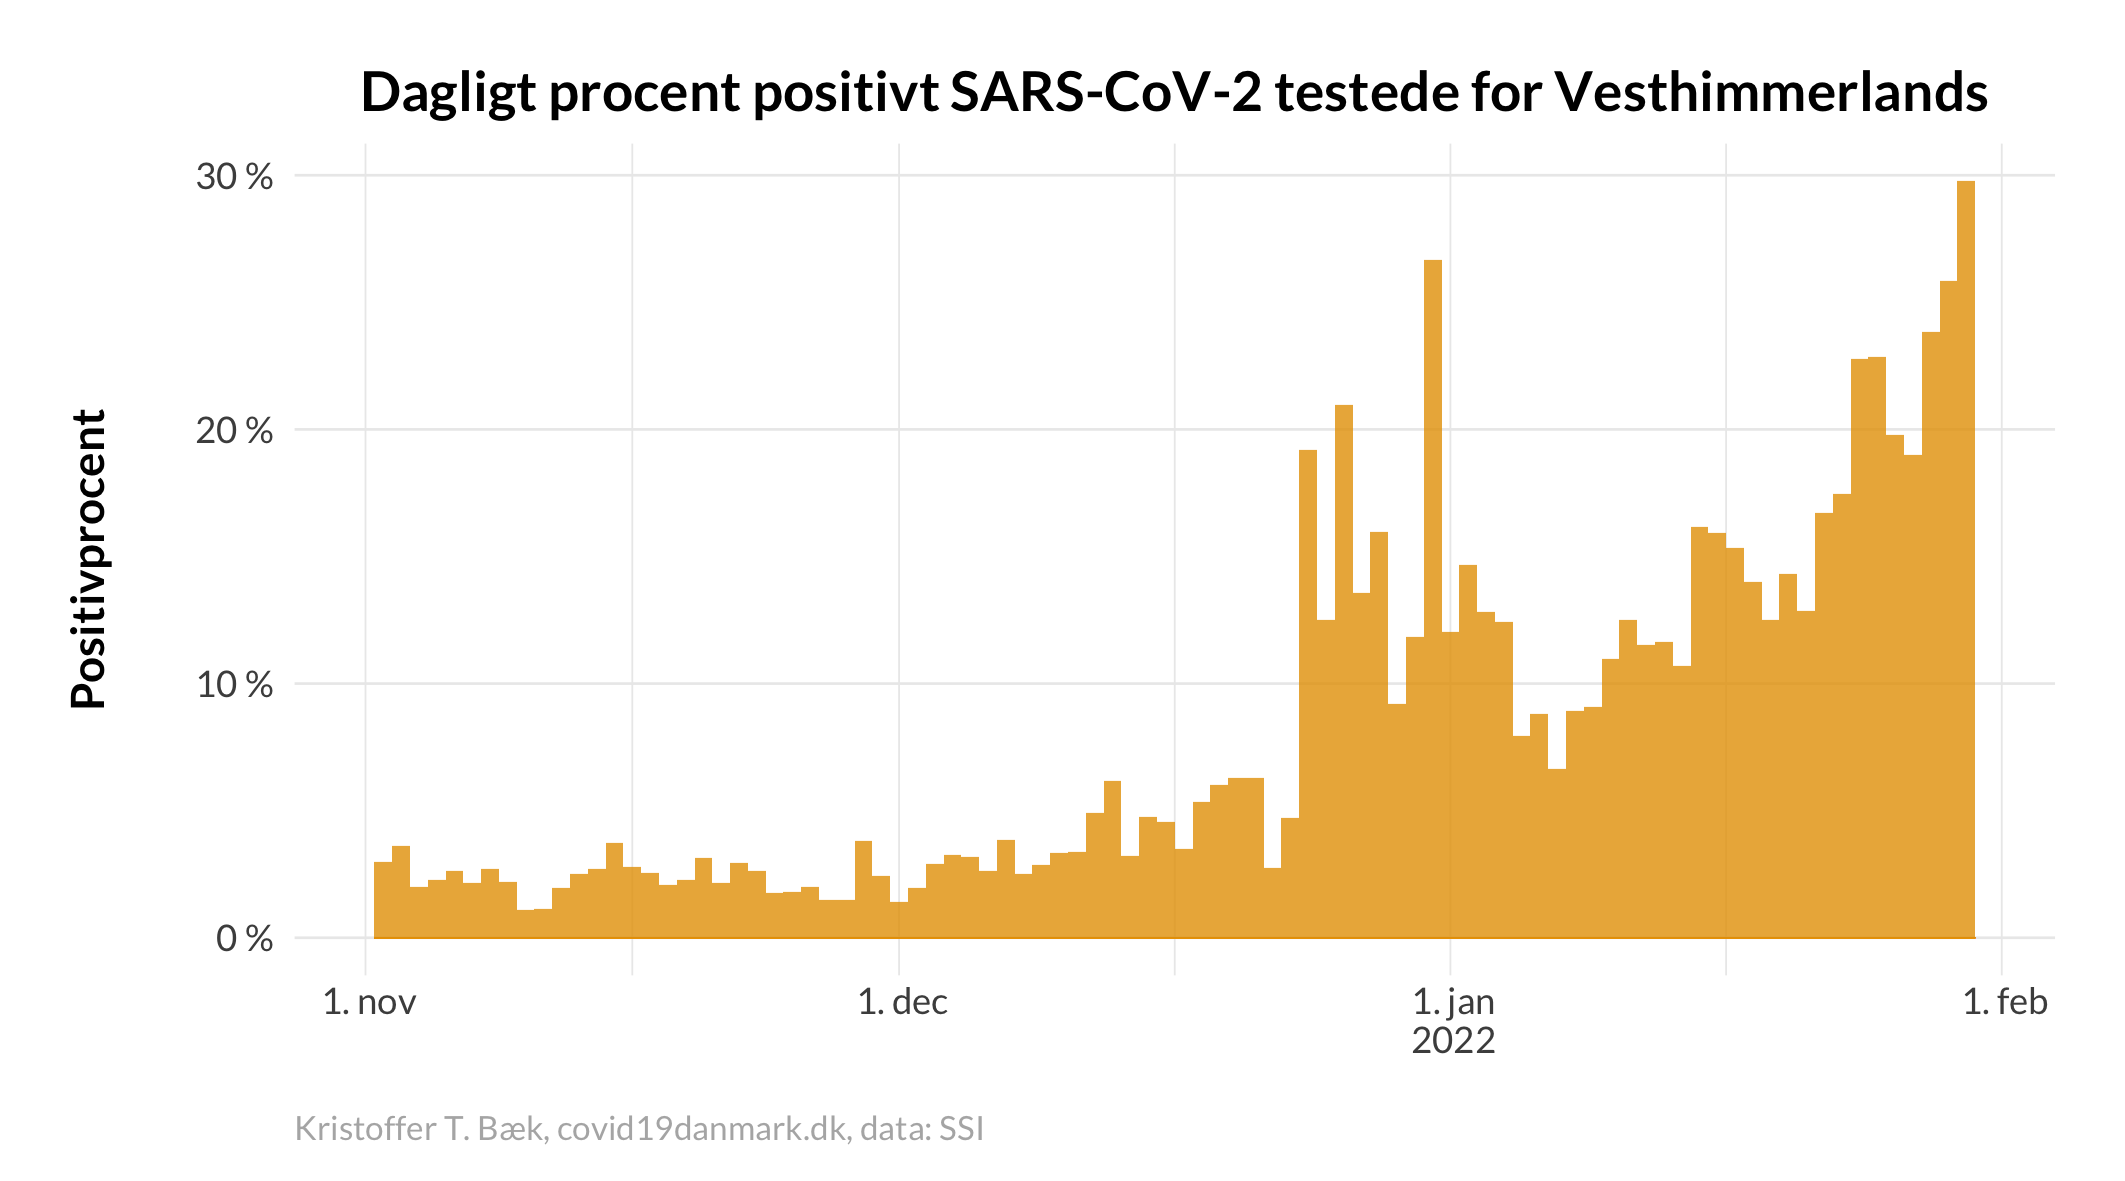 Dagligt procent positivt SARS-CoV-2 testede for Vesthimmerlands
Positivprocent
30 %
20 %
10 %
0 %
1. nov
1. dec
1. jan
2022
1. feb
Kristoffer T. Bæk, covid19danmark.dk, data: SSI